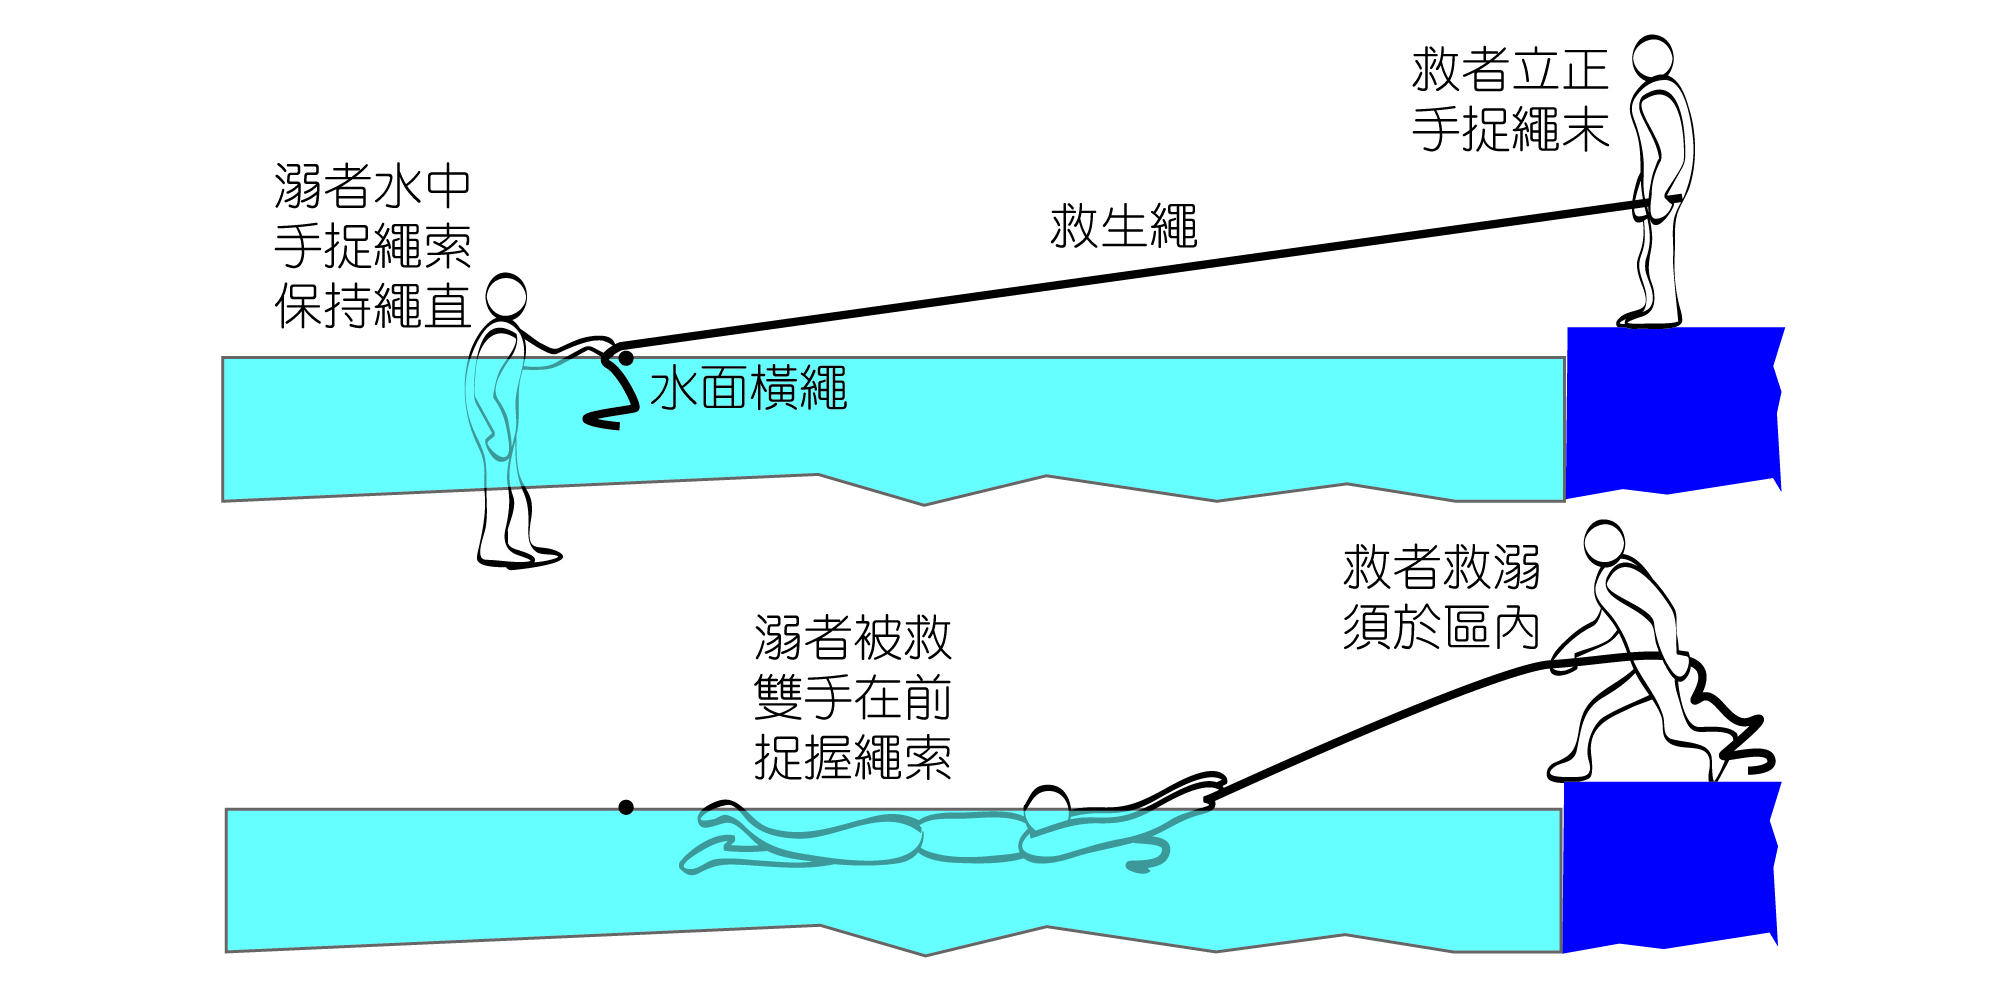 救者立正
手捉繩末
溺者水中
手捉繩索
保持繩直
救生繩
水面橫繩
救者救溺
須於區內
溺者被救
雙手在前
捉握繩索